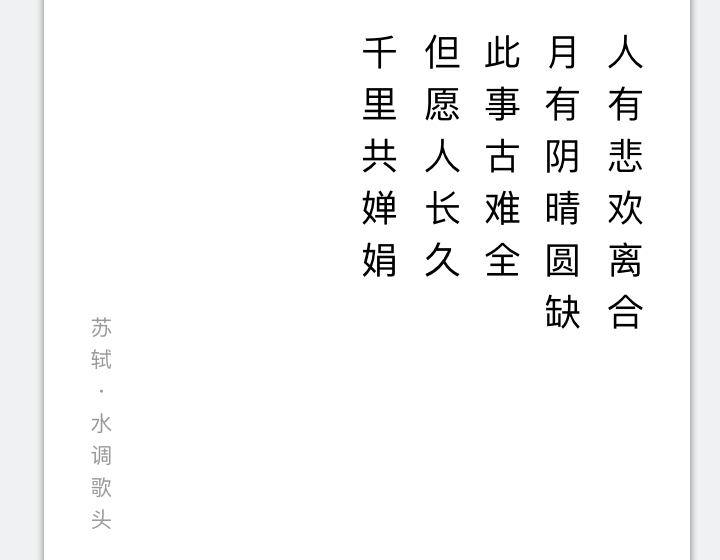 人有悲欢离合
月有阴晴圆缺
此事古难全
但愿人长久
千里共婵娟
苏轼·水调歌头